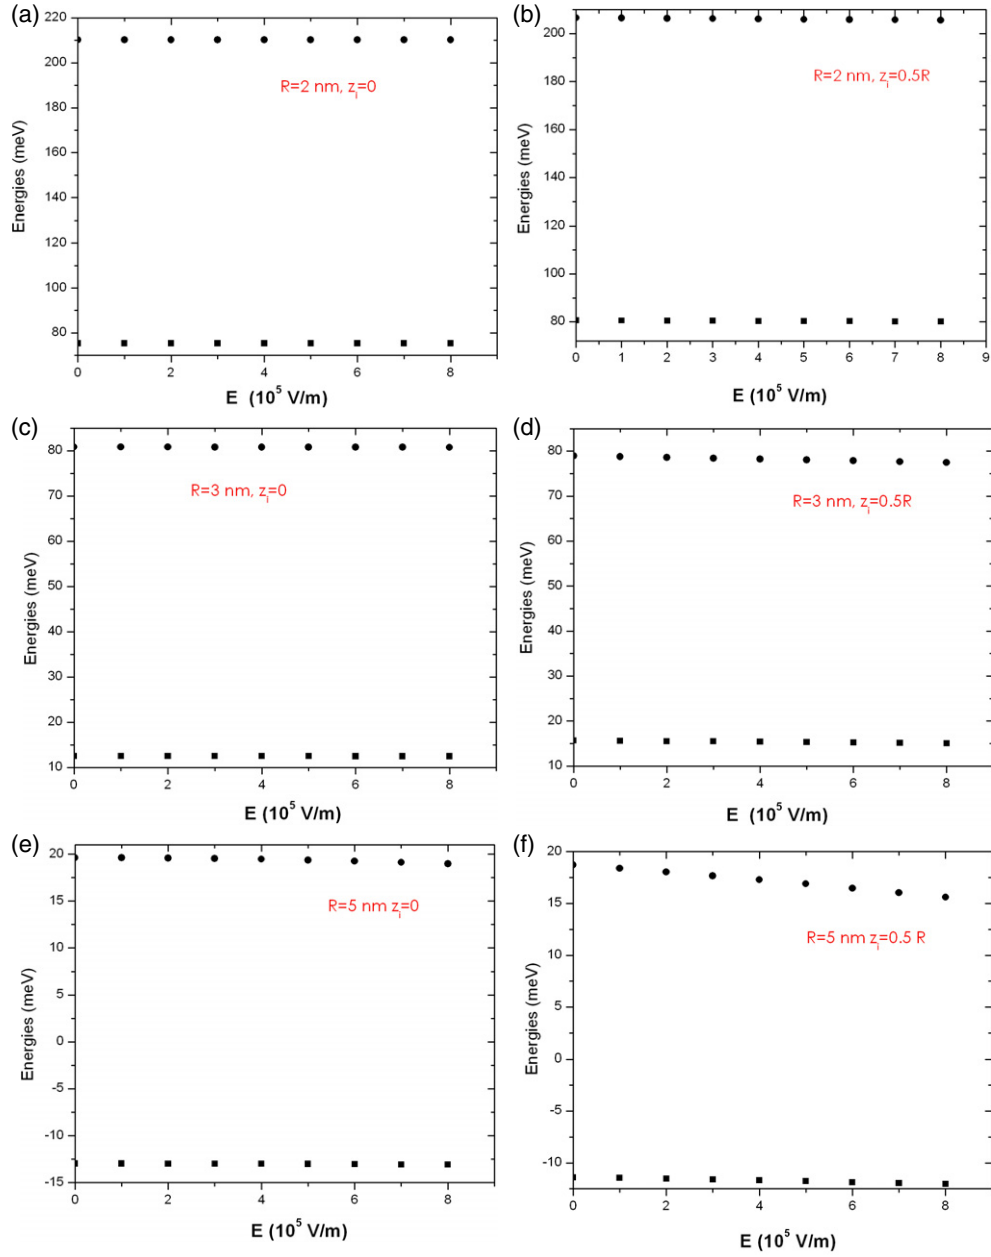 (a)
220
200
180
160
140
120
100
80
Energies (meV)
R=2 nm, z_i=0
0 2 4 6 8
E (10^5 V/m)
(b)
200
180
160
140
120
100
80
Energies (meV)
R=2 nm, z_i=0.5R
0 1 2 3 4 5 6 7 8 9
E (10^5 V/m)
(c)
80
70
60
50
40
30
20
10
Energies (meV)
R=3 nm, z_i=0
0 2 4 6 8
E (10^5 V/m)
(d)
80
70
60
50
40
30
20
10
Energies (meV)
R=3 nm, z_i=0.5R
0 2 4 6 8
E (10^5 V/m)
(e)
20
15
10
5
0
-5
-10
-15
Energies (meV)
R=5 nm z_i=0
0 2 4 6 8
E (10^5 V/m)
(f)
20
15
10
5
0
-5
-10
Energies (meV)
R=5 nm z_i=0.5 R
0 2 4 6 8
E (10^5 V/m)